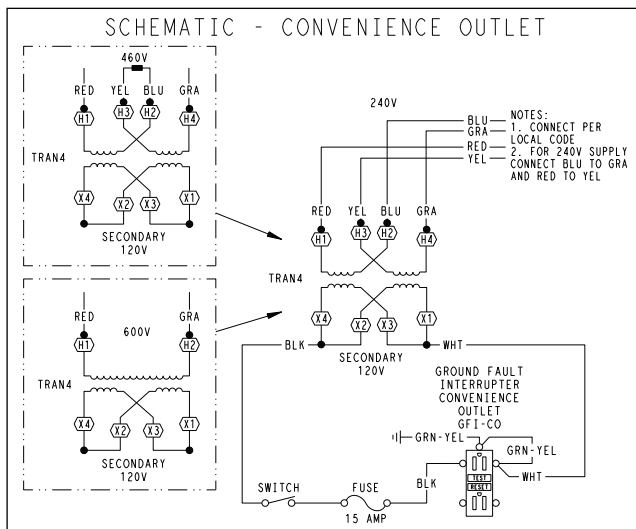 SCHEMATIC - CONVENIENCE OUTLET
460V
RED YEL BLU GRA
H1 H3 H2 H4
TRAN4
X4 X2 X3 X1
SECONDARY
120V
600V
RED GRA
H1 H2
TRAN4
X4 X2 X3 X1
SECONDARY
120V
240V
BLU
GRA
RED
YEL
NOTES:
1. CONNECT PER
LOCAL CODE
2. FOR 240V SUPPLY
CONNECT BLU TO GRA
AND RED TO YEL
RED YEL BLU GRA
H1 H3 H2 H4
TRAN4
X4 X2 X3 X1
BLK WHT
SECONDARY
120V
GROUND FAULT
INTERRUPTER
CONVENIENCE
OUTLET
GFI-CO
GRN-YEL
GRN-YEL
WHT
BLK
TEST
RESET
SWITCH FUSE
15 AMP